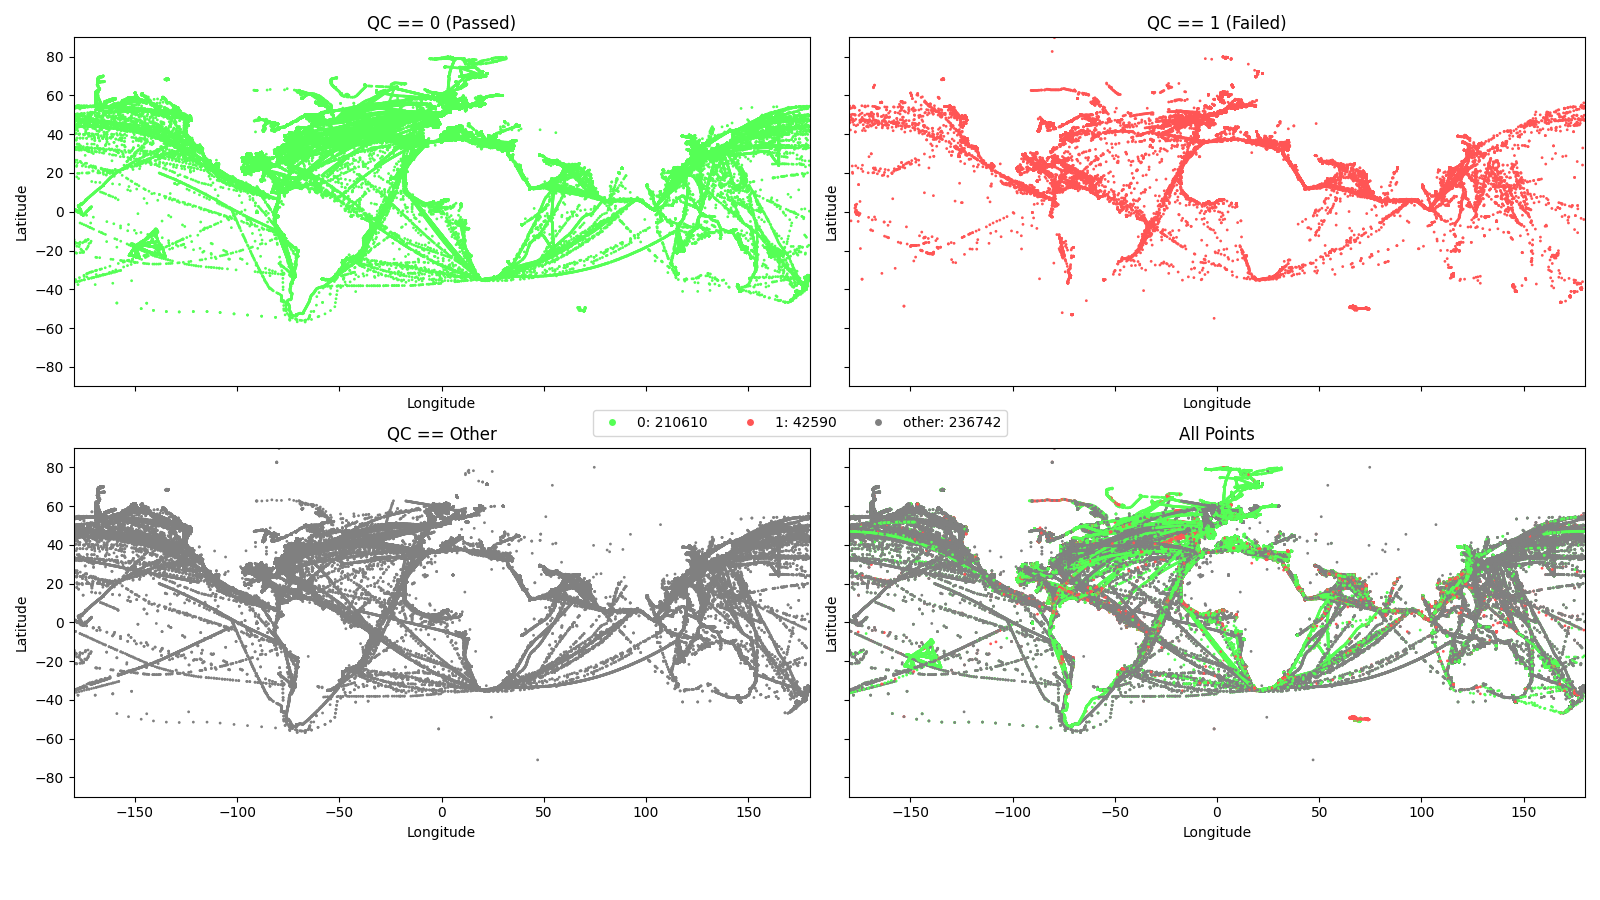 QC == 0 (Passed)
QC == 1 (Failed)
Latitude
80
60
40
20
0
−20
−40
−60
−80
Longitude
Latitude
Longitude
0: 210610
1: 42590
other: 236742
QC == Other
All Points
Latitude
80
60
40
20
0
−20
−40
−60
−80
−150 −100 −50 0 50 100 150
Longitude
Latitude
−150 −100 −50 0 50 100 150
Longitude